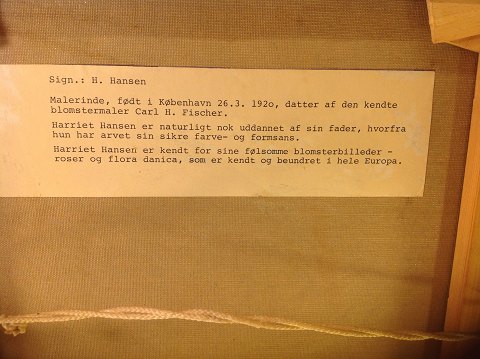 Sign.: H. Hansen
Malerinde, født i København 26.3. 192o, datter af den kendte
blomstermaler Carl H. Fischer.
Harriet Hansen er naturligt nok uddannet af sin fader, hvorfra
hun har arvet sin sikre farve- og formsans.
Harriet Hansen er kendt for sine følsomme blomsterbilleder -
roser og flora danica, som er kendt og beundret i hele Europa.